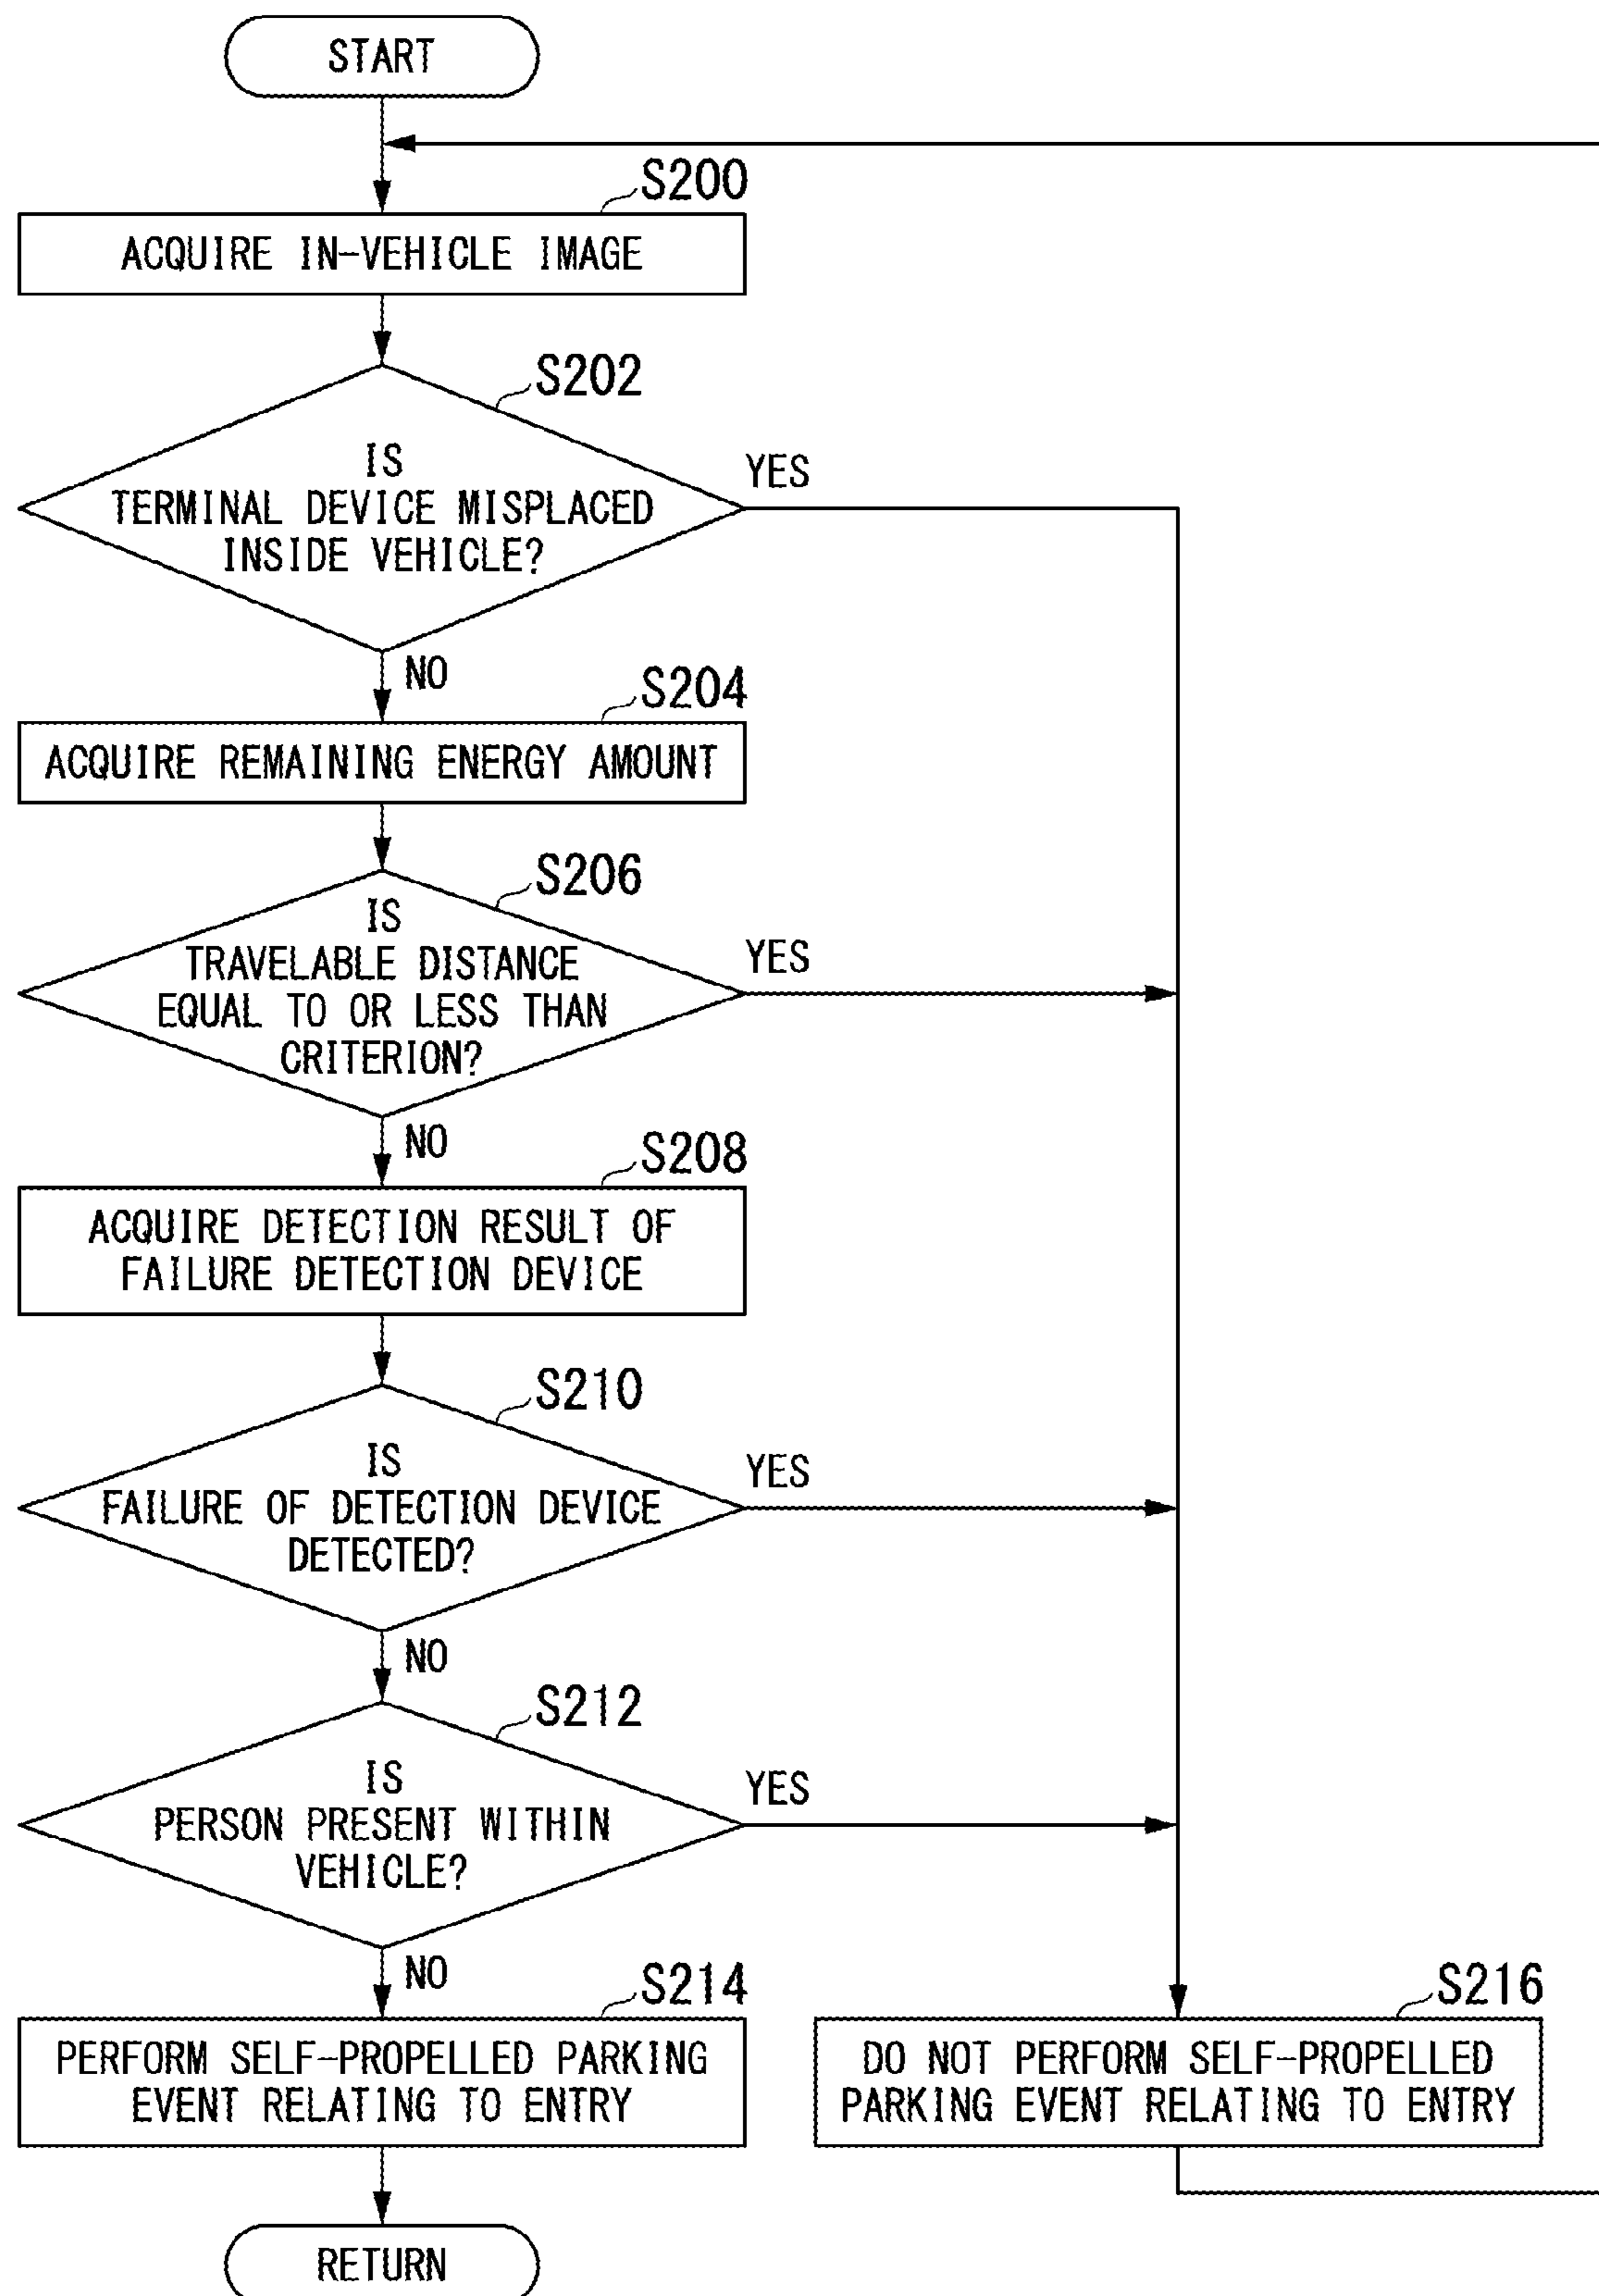 START
S200
ACQUIRE IN-VEHICLE IMAGE
S202
IS
TERMINAL DEVICE MISPLACED
INSIDE VEHICLE?
YES
NO
S204
ACQUIRE REMAINING ENERGY AMOUNT
S206
IS
TRAVELABLE DISTANCE
EQUAL TO OR LESS THAN
CRITERION?
YES
NO
S208
ACQUIRE DETECTION RESULT OF
FAILURE DETECTION DEVICE
S210
IS
FAILURE OF DETECTION DEVICE
DETECTED?
YES
NO
S212
IS
PERSON PRESENT WITHIN
VEHICLE?
YES
NO
S214
PERFORM SELF-PROPELLED PARKING
EVENT RELATING TO ENTRY
S216
DO NOT PERFORM SELF-PROPELLED
PARKING EVENT RELATING TO ENTRY
RETURN